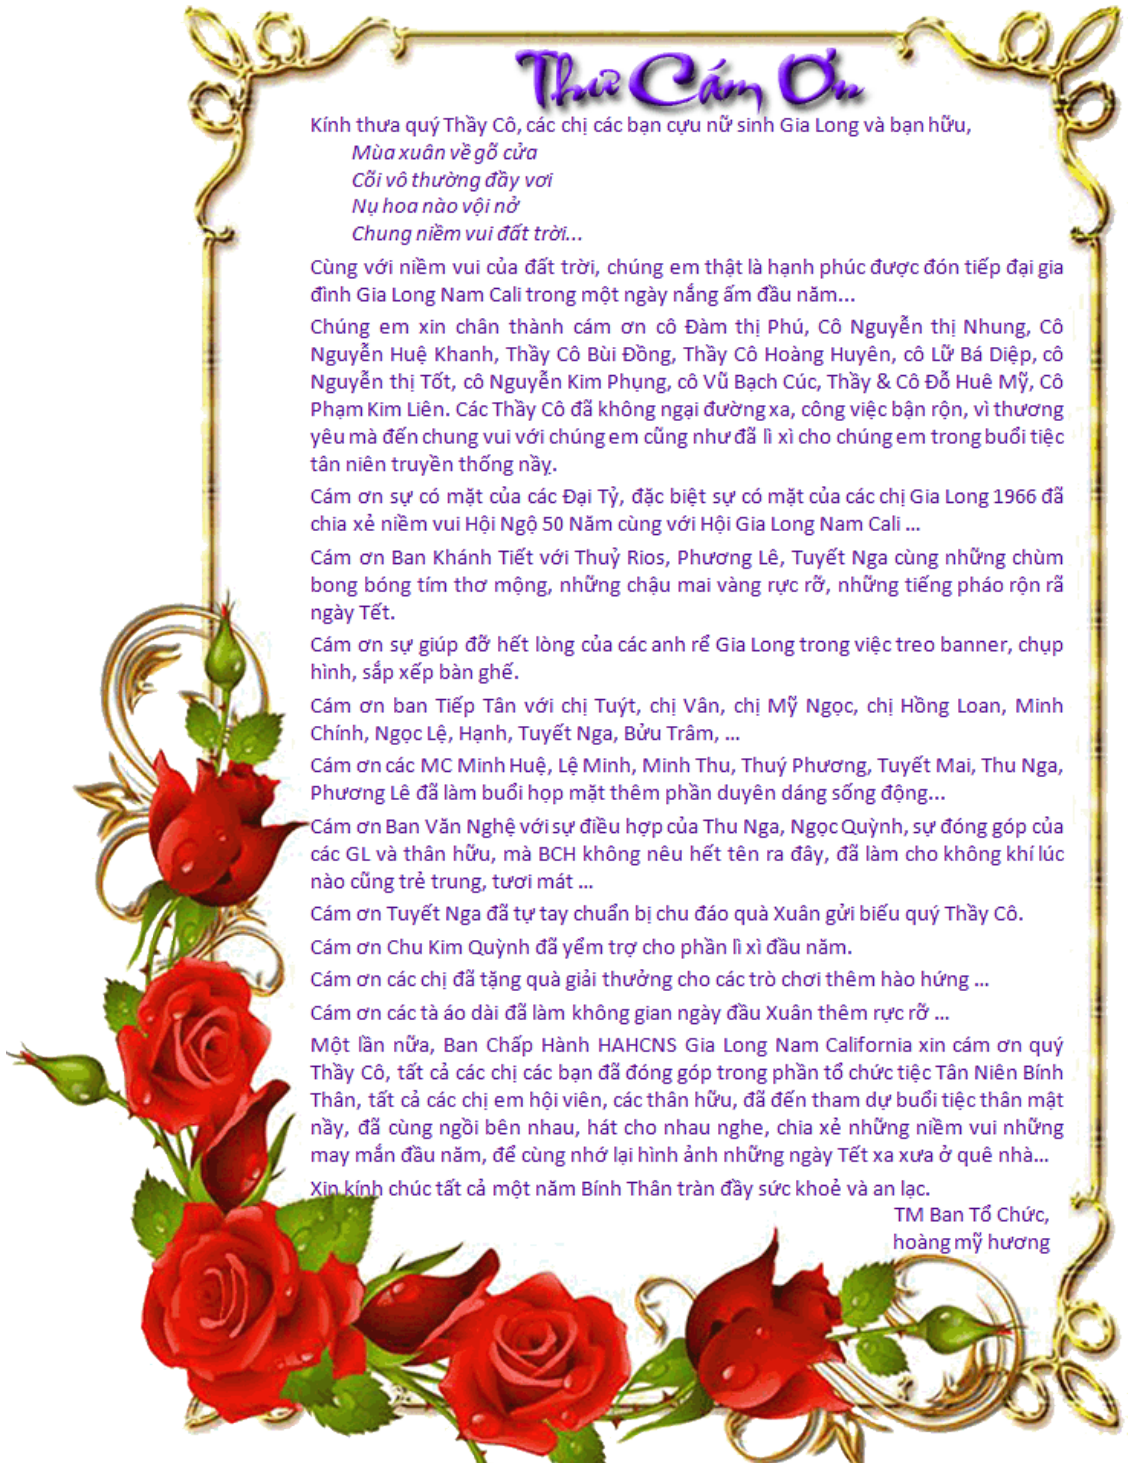 Thư Cám Ơn
Kính thưa quý Thầy Cô, các chị các bạn cựu nữ sinh Gia Long và bạn hữu,
Mùa xuân về gõ cửa
Cõi vô thường đầy vơi
Nụ hoa nào vội nở
Chung niềm vui đất trời...
Cùng với niềm vui của đất trời, chúng em thật là hạnh phúc được đón tiếp đại gia
đình Gia Long Nam Cali trong một ngày nắng ấm đầu năm...
Chúng em xin chân thành cám ơn cô Đàm thị Phú, Cô Nguyễn thị Nhung, Cô
Nguyễn Huệ Khanh, Thầy Cô Bùi Đồng, Thầy Cô Hoàng Huyên, cô Lữ Bá Diệp, cô
Nguyễn thị Tốt, cô Nguyễn Kim Phụng, cô Vũ Bạch Cúc, Thầy & Cô Đỗ Huê Mỹ, Cô
Phạm Kim Liên. Các Thầy Cô đã không ngại đường xa, công việc bận rộn, vì thương
yêu mà đến chung vui với chúng em cũng như đã lì xì cho chúng em trong buổi tiệc
tân niên truyền thống nầỵ.
Cám ơn sự có mặt của các Đại Tỷ, đặc biệt sự có mặt của các chị Gia Long 1966 đã
chia xẻ niềm vui Hội Ngộ 50 Năm cùng với Hội Gia Long Nam Cali ...
Cám ơn Ban Khánh Tiết với Thuỷ Rios, Phương Lê, Tuyết Nga cùng những chùm
bong bóng tím thơ mộng, những chậu mai vàng rực rỡ, những tiếng pháo rộn rã
ngày Tết.
Cám ơn sự giúp đỡ hết lòng của các anh rể Gia Long trong việc treo banner, chụp
hình, sắp xếp bàn ghế.
Cám ơn ban Tiếp Tân với chị Tuýt, chị Vân, chị Mỹ Ngọc, chị Hồng Loan, Minh
Chính, Ngọc Lệ, Hạnh, Tuyết Nga, Bửu Trâm, ...
Cám ơn các MC Minh Huệ, Lệ Minh, Minh Thu, Thuý Phương, Tuyết Mai, Thu Nga,
Phương Lê đã làm buổi họp mặt thêm phần duyên dáng sống động...
Cám ơn Ban Văn Nghệ với sự điều hợp của Thu Nga, Ngọc Quỳnh, sự đóng góp của
các GL và thân hữu, mà BCH không nêu hết tên ra đây, đã làm cho không khí lúc
nào cũng trẻ trung, tươi mát ...
Cám ơn Tuyết Nga đã tự tay chuẩn bị chu đáo quà Xuân gửi biếu quý Thầy Cô.
Cám ơn Chu Kim Quỳnh đã yểm trợ cho phần lì xì đầu năm.
Cám ơn các chị đã tặng quà giải thưởng cho các trò chơi thêm hào hứng ...
Cám ơn các tà áo dài đã làm không gian ngày đầu Xuân thêm rực rỡ ...
Một lần nữa, Ban Chấp Hành HAHCNS Gia Long Nam California xin cám ơn quý
Thầy Cô, tất cả các chị các bạn đã đóng góp trong phần tổ chức tiệc Tân Niên Bính
Thân, tất cả các chị em hội viên, các thân hữu, đã đến tham dự buổi tiệc thân mật
nầy, đã cùng ngồi bên nhau, hát cho nhau nghe, chia xẻ những niềm vui những
may mắn đầu năm, để cùng nhớ lại hình ảnh những ngày Tết xa xưa ở quê nhà...
Xin kính chúc tất cả một năm Bính Thân tràn đầy sức khoẻ và an lạc.
TM Ban Tổ Chức,
hoàng mỹ hương